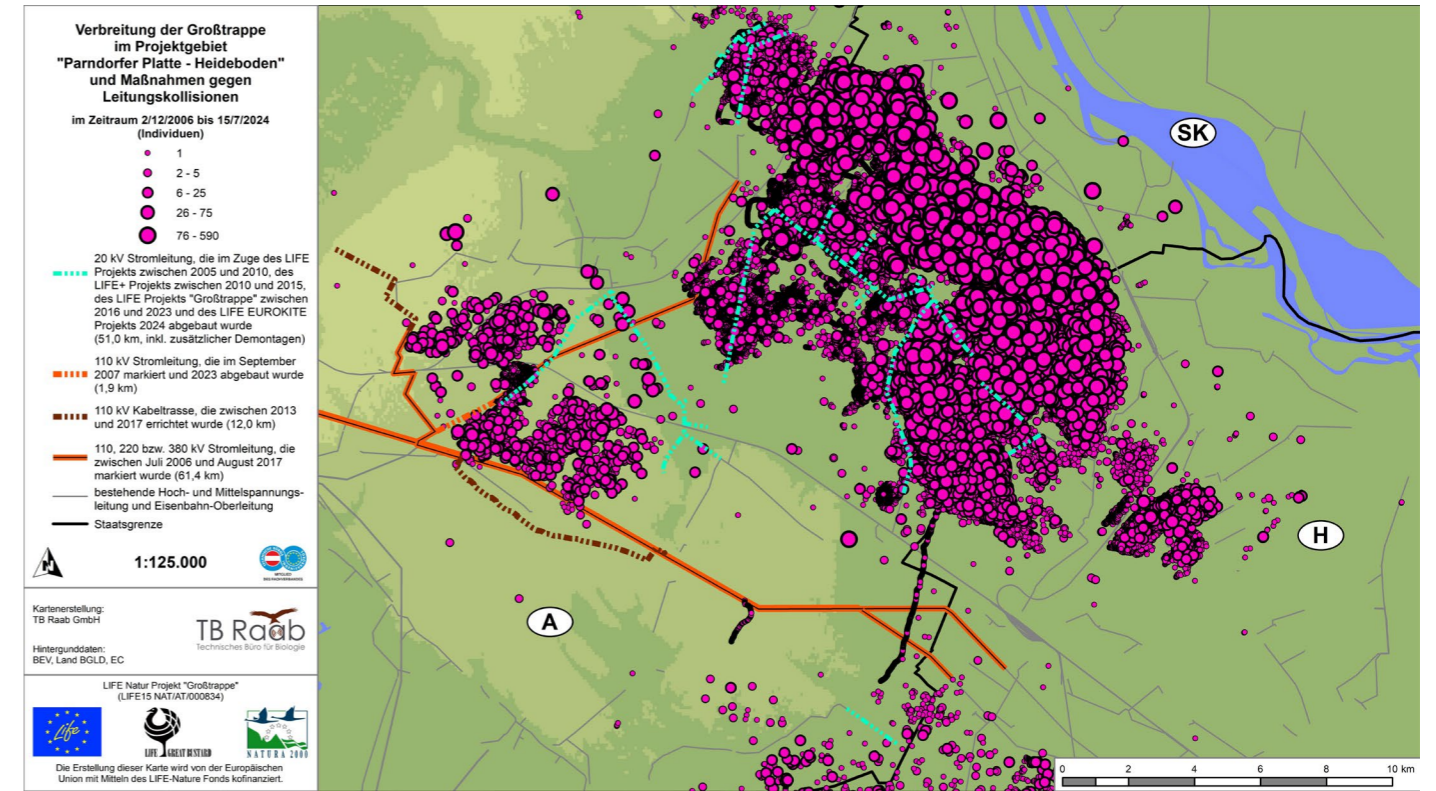 Verbreitung der Großtrappe
im Projektgebiet
"Parndorfer Platte - Heideboden"
und Maßnahmen gegen
Leitungskollisionen
im Zeitraum 2/12/2006 bis 15/7/2024
(Individuen)
1
2 - 5
6 - 25
26 - 75
76 - 590
20 kV Stromleitung, die im Zuge des LIFE
Projekts zwischen 2005 und 2010, des
LIFE+ Projekts zwischen 2010 und 2015,
des LIFE Projekts "Großtrappe" zwischen
2016 und 2023 und des LIFE EUROKITE
Projekts 2024 abgebaut wurde
(51,0 km, inkl. zusätzlicher Demontagen)
110 kV Stromleitung, die im September
2007 markiert und 2023 abgebaut wurde
(1,9 km)
110 kV Kabeltrasse, die zwischen 2013
und 2017 errichtet wurde (12,0 km)
110, 220 bzw. 380 kV Stromleitung, die
zwischen Juli 2006 und August 2017
markiert wurde (61,4 km)
bestehende Hoch- und Mittelspannungs-
leitung und Eisenbahn-Oberleitung
Staatsgrenze
N
1:125.000
MITGLIED
DES FACHVERBANDES
Kartenerstellung:
TB Raab GmbH
TB Raab
Technisches Büro für Biologie
Hintergunddaten:
BEV, Land BGLD, EC
LIFE Natur Projekt "Großtrappe"
(LIFE15 NAT/AT/000834)
Life
LIFE GREAT BUSTARD
NATURA 2000
Die Erstellung dieser Karte wird von der Europäischen
Union mit Mitteln des LIFE-Nature Fonds kofinanziert.
SK
H
A
0 2 4 6 8 10 km